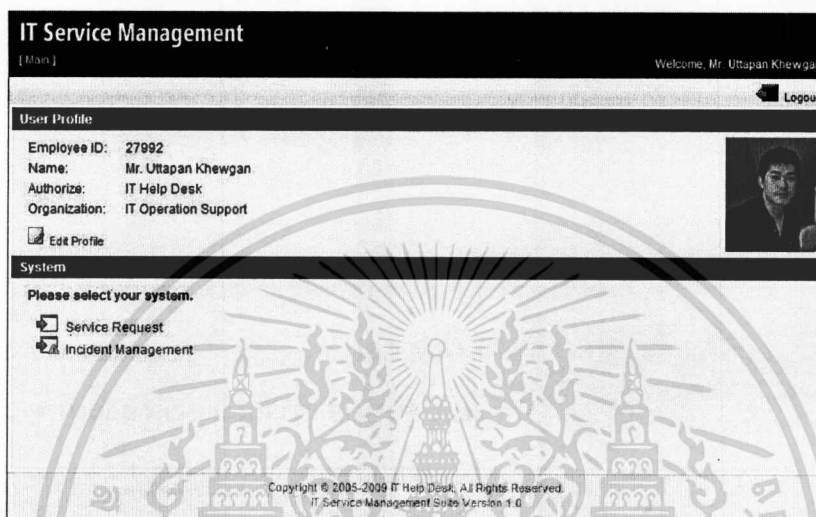 IT Service Management
[ Main ]
Welcome, Mr. Uttapan Khewgan
Logou
User Profile
Employee ID: 27992
Name: Mr. Uttapan Khewgan
Authorize: IT Help Desk
Organization: IT Operation Support
Edit Profile
System
Please select your system.
Service Request
Incident Management
Copyright © 2005-2009 IT Help Desk, All Rights Reserved.
IT Service Management Suite Version 1.0